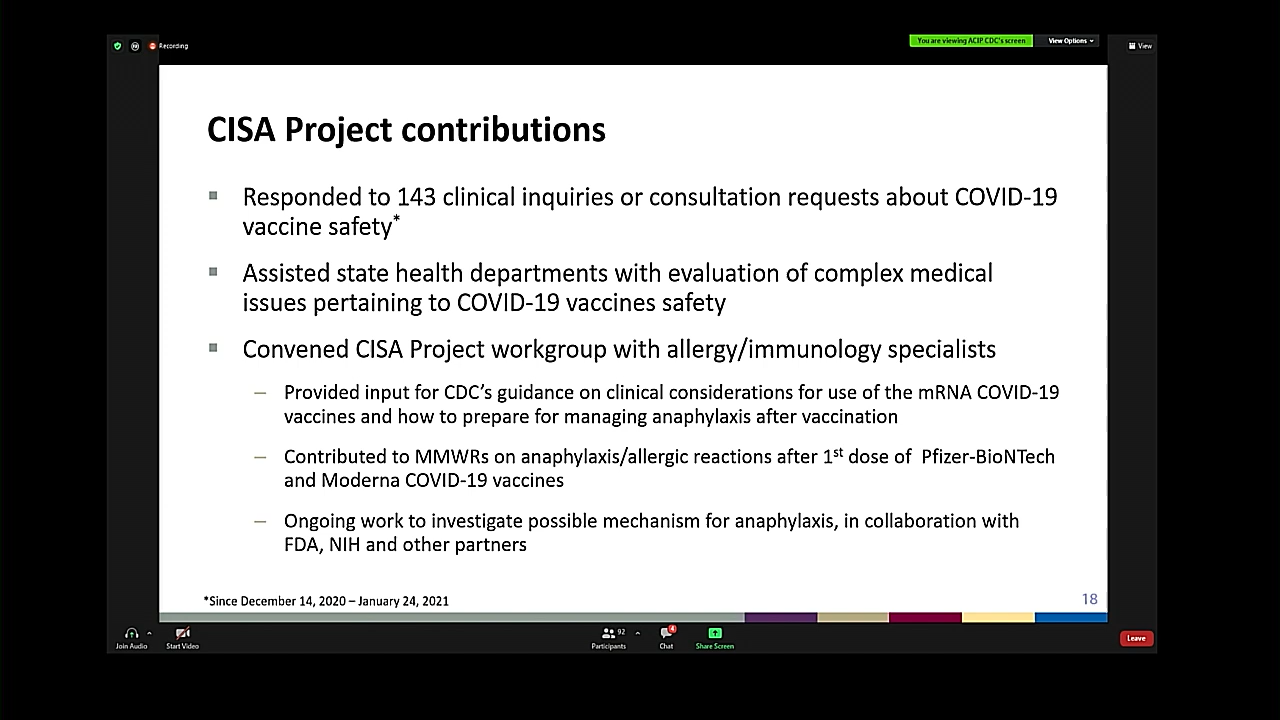 Recording
You are viewing ACIP CDC's screen
View Options
View
CISA Project contributions
Responded to 143 clinical inquiries or consultation requests about COVID-19
vaccine safety*
Assisted state health departments with evaluation of complex medical
issues pertaining to COVID-19 vaccines safety
Convened CISA Project workgroup with allergy/immunology specialists
– Provided input for CDC's guidance on clinical considerations for use of the mRNA COVID-19
vaccines and how to prepare for managing anaphylaxis after vaccination
– Contributed to MMWRs on anaphylaxis/allergic reactions after 1st dose of Pfizer-BioNTech
and Moderna COVID-19 vaccines
– Ongoing work to investigate possible mechanism for anaphylaxis, in collaboration with
FDA, NIH and other partners
*Since December 14, 2020 – January 24, 2021
18
Join Audio
Start Video
92
Participants
4
Chat
Share Screen
Leave